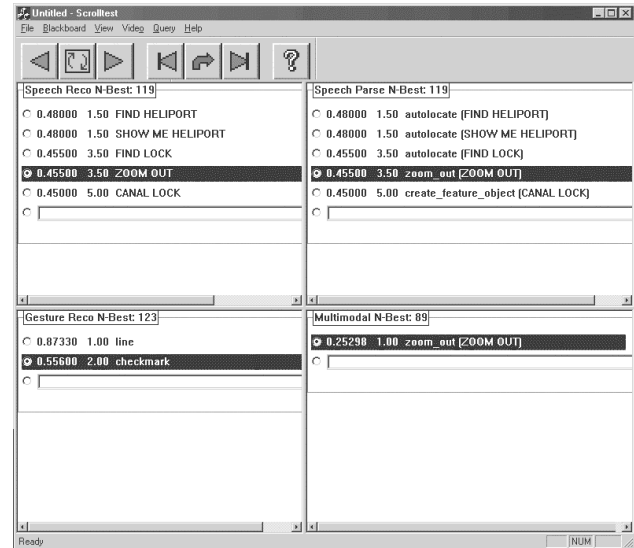 Untitled - Scrolltest
File Blackboard View Video Query Help
?
Speech Reco N-Best: 119
0.48000 1.50 FIND HELIPORT
0.48000 1.50 SHOW ME HELIPORT
0.45500 3.50 FIND LOCK
0.45500 3.50 ZOOM OUT
0.45000 5.00 CANAL LOCK
Speech Parse N-Best: 119
0.48000 1.50 autolocate (FIND HELIPORT)
0.48000 1.50 autolocate (SHOW ME HELIPORT)
0.45500 3.50 autolocate (FIND LOCK)
0.45500 3.50 zoom_out (ZOOM OUT)
0.45000 5.00 create_feature_object (CANAL LOCK)
Gesture Reco N-Best: 123
0.87330 1.00 line
0.55600 2.00 checkmark
Multimodal N-Best: 89
0.25298 1.00 zoom_out (ZOOM OUT)
Ready
NUM